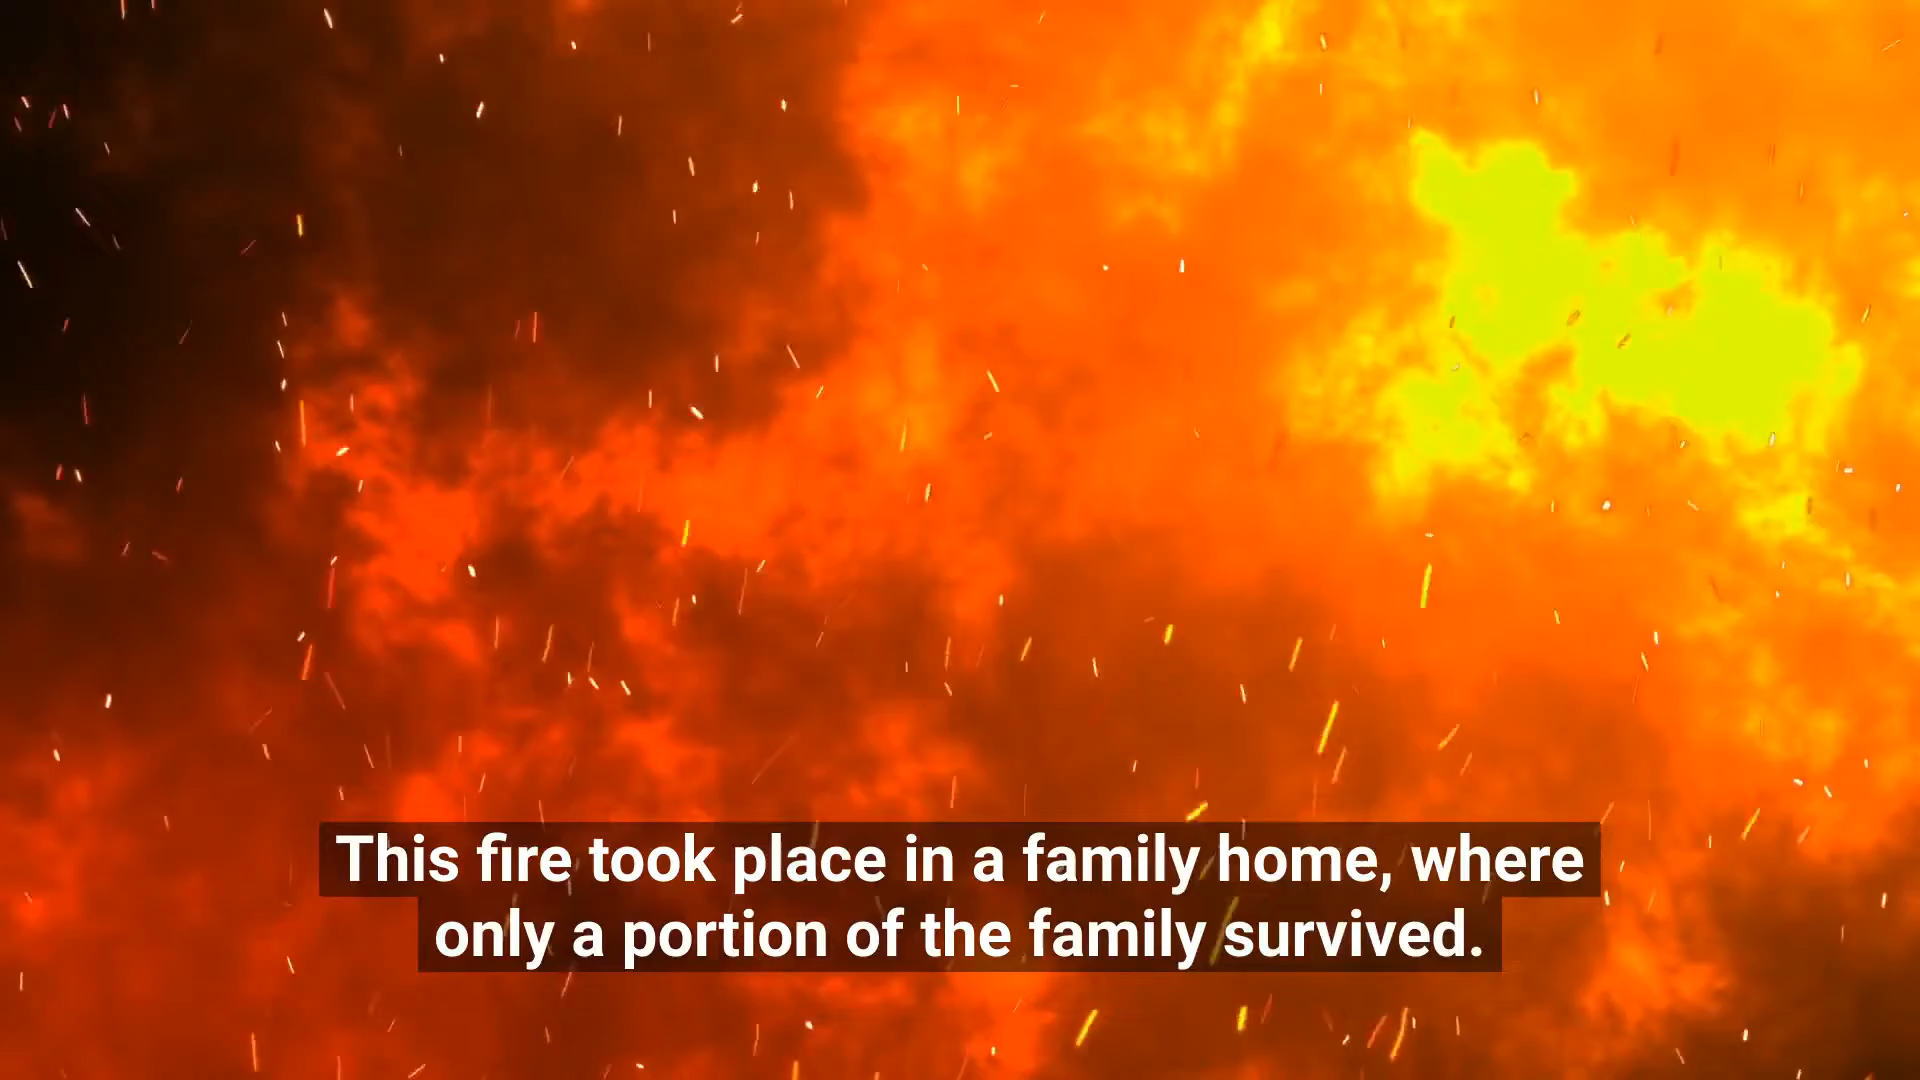 This fire took place in a family home, where
only a portion of the family survived.